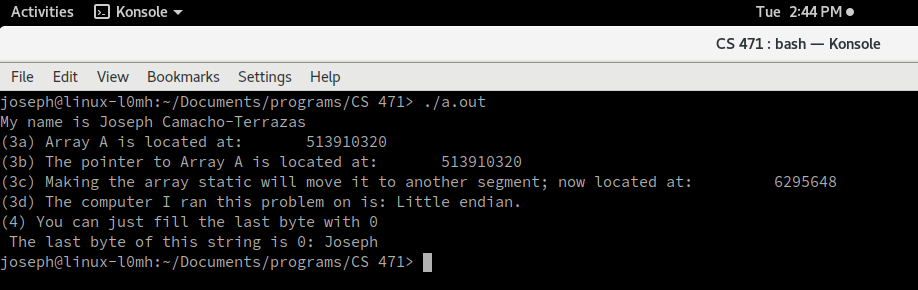 Activities Konsole Tue 2:44 PM
CS 471 : bash — Konsole
File Edit View Bookmarks Settings Help
joseph@linux-l0mh:~/Documents/programs/CS 471> ./a.out
My name is Joseph Camacho-Terrazas
(3a) Array A is located at: 513910320
(3b) The pointer to Array A is located at: 513910320
(3c) Making the array static will move it to another segment; now located at: 6295648
(3d) The computer I ran this problem on is: Little endian.
(4) You can just fill the last byte with 0
The last byte of this string is 0: Joseph
joseph@linux-l0mh:~/Documents/programs/CS 471>